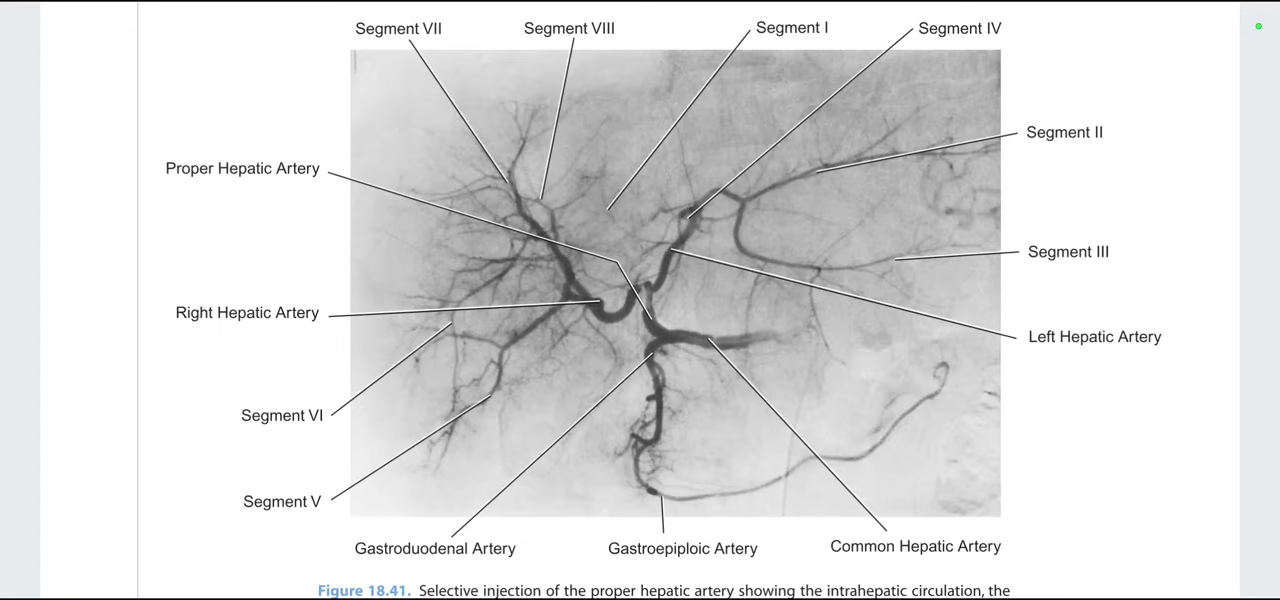 Segment VII
Segment VIII
Segment I
Segment IV
Segment II
Proper Hepatic Artery
Segment III
Right Hepatic Artery
Left Hepatic Artery
Segment VI
Segment V
Gastroduodenal Artery
Gastroepiploic Artery
Common Hepatic Artery
Figure 18.41. Selective injection of the proper hepatic artery showing the intrahepatic circulation, the